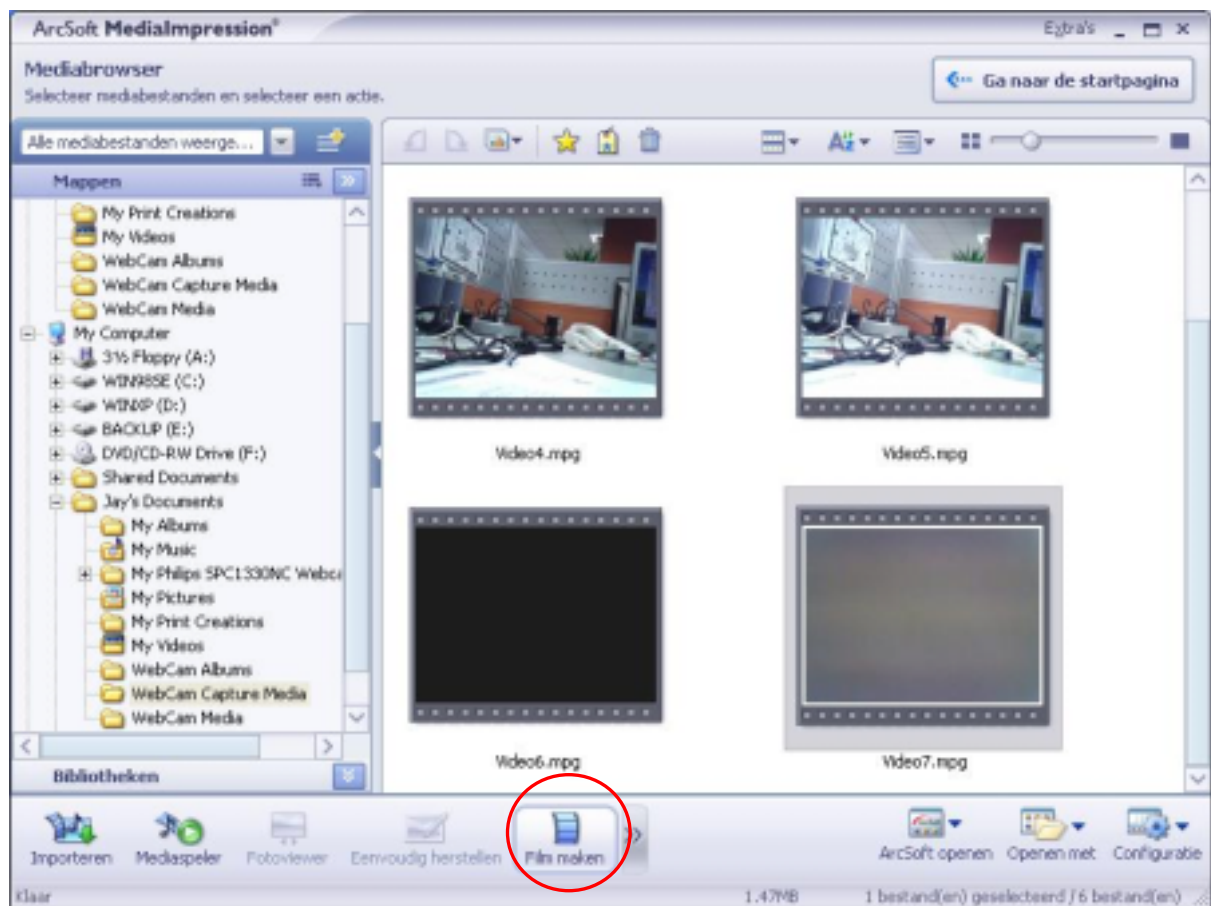 ArcSoft MediaImpression®
Extra's
Mediabrowser
Selecteer mediabestanden en selecteer een actie.
Ga naar de startpagina
Alle mediabestanden weerge...
Mappen
My Print Creations
My Videos
WebCam Albums
WebCam Capture Media
WebCam Media
My Computer
3½ Floppy (A:)
WIN98SE (C:)
WINXP (D:)
BACKUP (E:)
DVD/CD-RW Drive (F:)
Shared Documents
Jay's Documents
My Albums
My Music
My Philips SPC1330NC Webca
My Pictures
My Print Creations
My Videos
WebCam Albums
WebCam Capture Media
WebCam Media
Bibliotheken
Video4.mpg
Video5.mpg
Video6.mpg
Video7.mpg
Importeren
Mediaspeler
Fotoviewer
Eenvoudig herstellen
Film maken
ArcSoft openen
Openen met
Configuratie
Klaar
1.47MB
1 bestand(en) geselecteerd / 6 bestand(en)